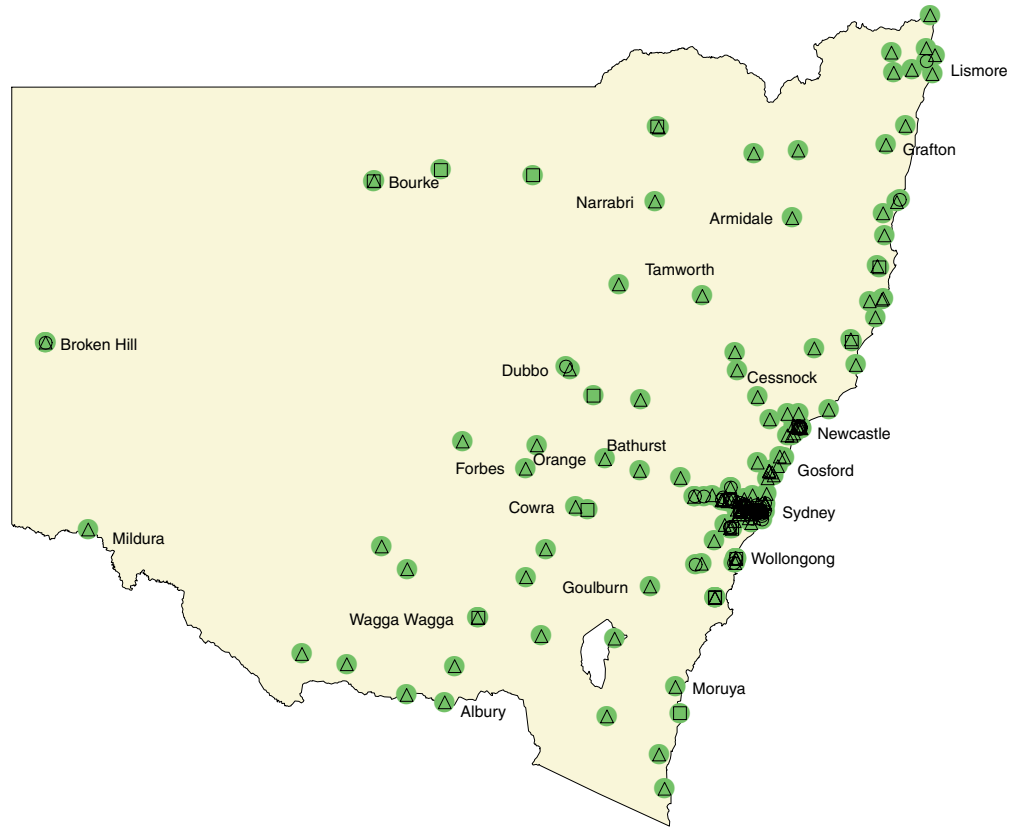 Lismore
Grafton
Bourke
Narrabri
Armidale
Tamworth
Broken Hill
Dubbo
Cessnock
Newcastle
Bathurst
Orange
Forbes
Gosford
Cowra
Sydney
Mildura
Wollongong
Goulburn
Wagga Wagga
Moruya
Albury